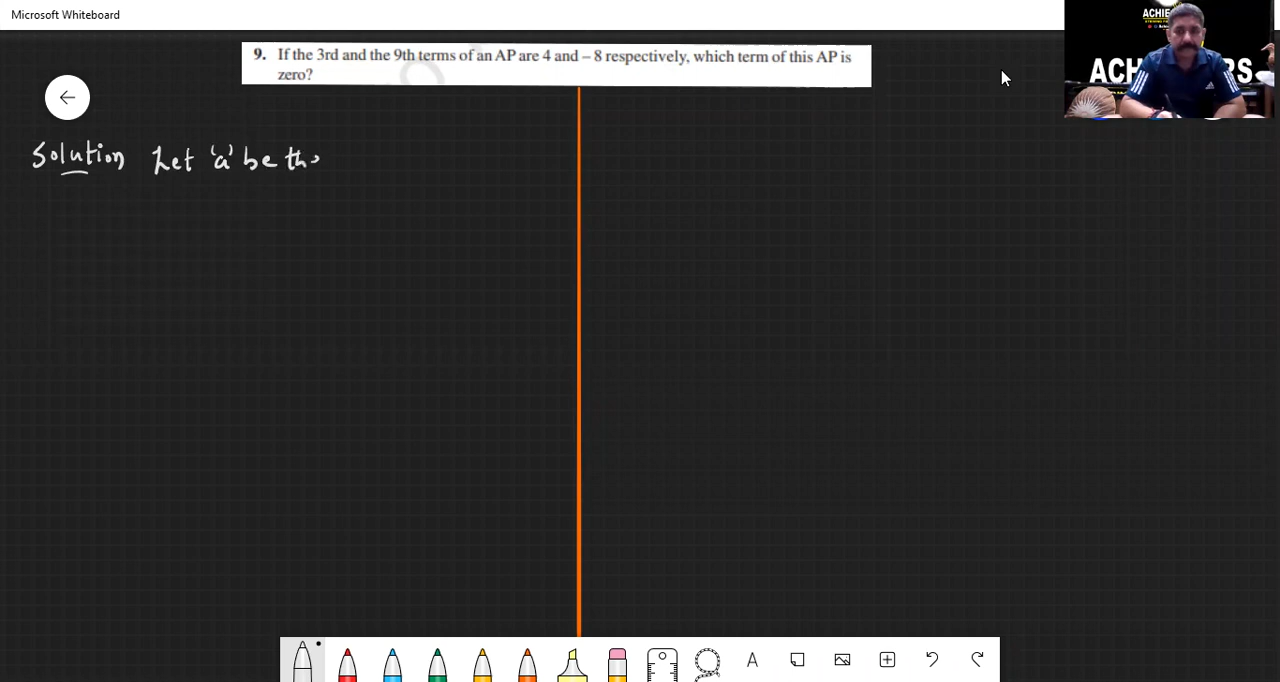 Microsoft Whiteboard
9. If the 3rd and the 9th terms of an AP are 4 and – 8 respectively, which term of this AP is
zero?
Solution Let 'a' be